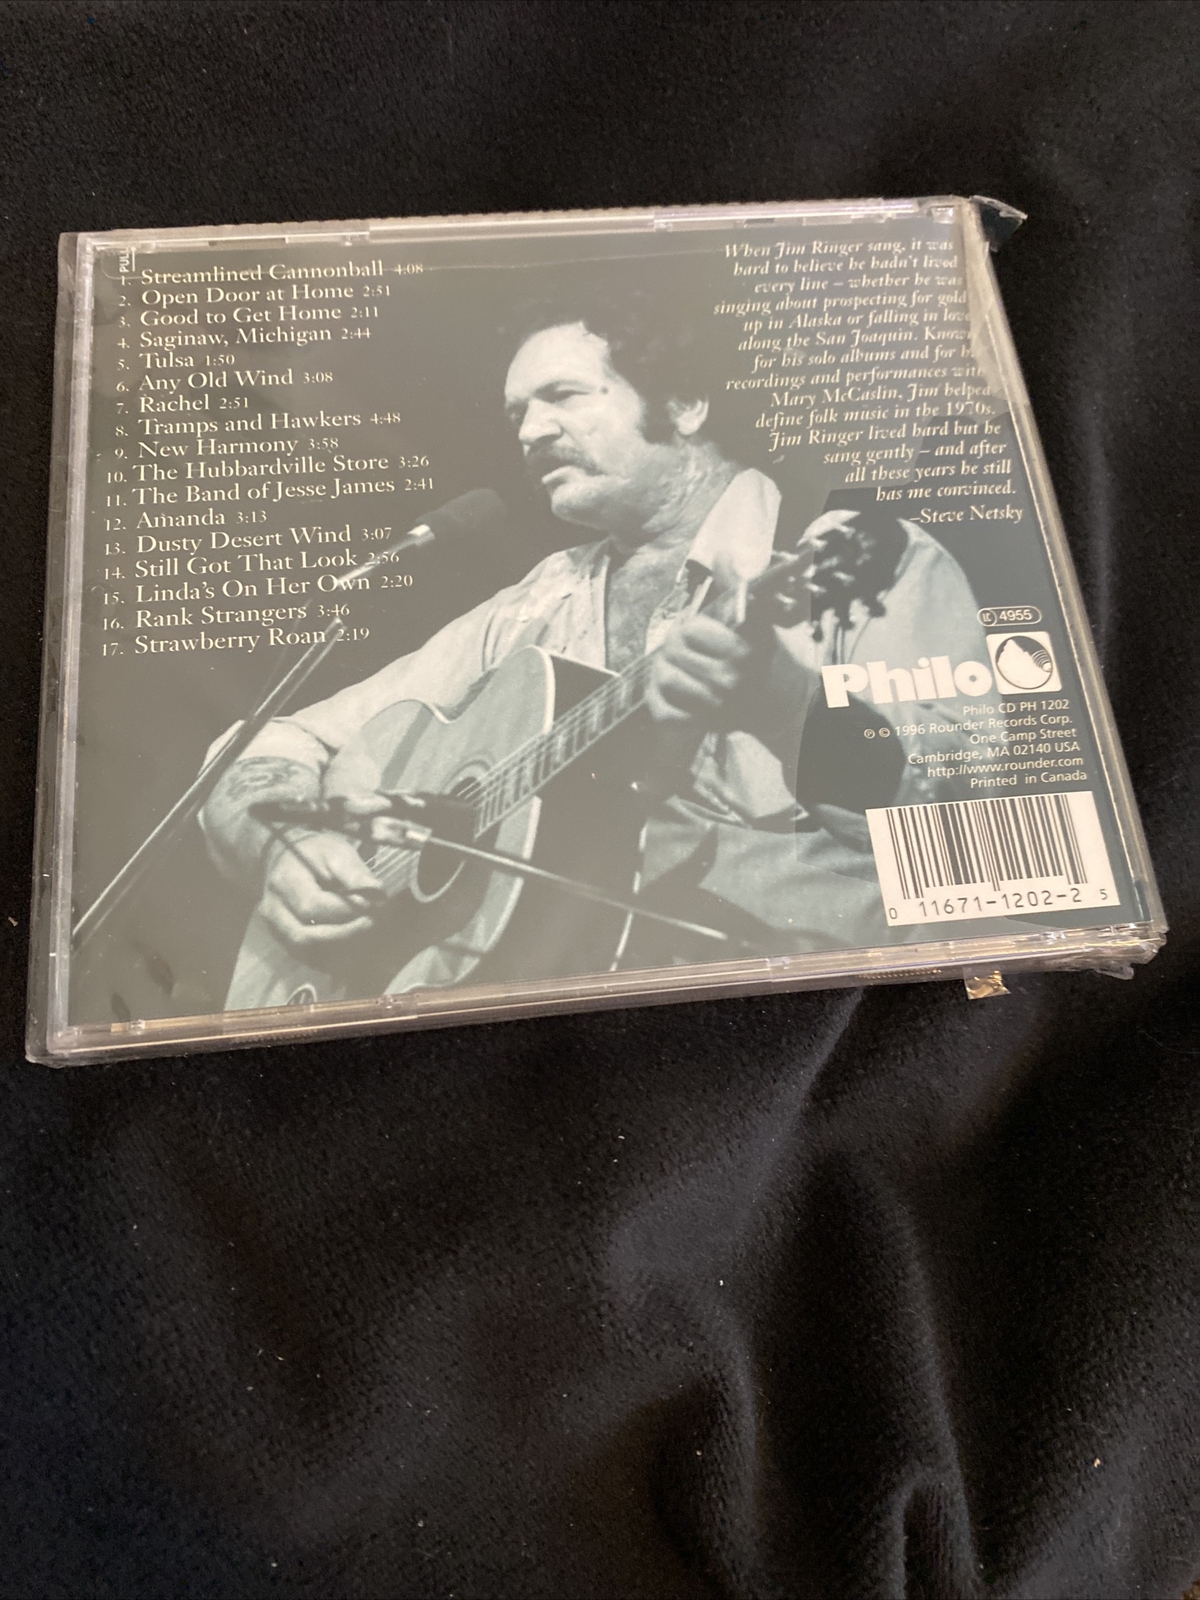 PULL
1. Streamlined Cannonball 4:08
2. Open Door at Home 2:51
3. Good to Get Home 2:11
4. Saginaw, Michigan 2:44
5. Tulsa 1:50
6. Any Old Wind 3:08
7. Rachel 2:51
8. Tramps and Hawkers 4:48
9. New Harmony 3:58
10. The Hubbardville Store 3:26
11. The Band of Jesse James 2:41
12. Amanda 3:13
13. Dusty Desert Wind 3:07
14. Still Got That Look 2:56
15. Linda's On Her Own 2:20
16. Rank Strangers 3:46
17. Strawberry Roan 2:19
When Jim Ringer sang, it was
hard to believe he hadn't lived
every line – whether he was
singing about prospecting for gold
up in Alaska or falling in love
along the San Joaquin. Known
for his solo albums and for
recordings and performances with
Mary McCaslin, Jim helped
define folk music in the 1970s.
Jim Ringer lived hard but he
sang gently – and after
all these years he still
has me convinced.
–Steve Netsky
LC 4955
Philo
Philo CD PH 1202
℗ © 1996 Rounder Records Corp.
One Camp Street
Cambridge, MA 02140 USA
http://www.rounder.com
Printed in Canada
0 11671-1202-2 5